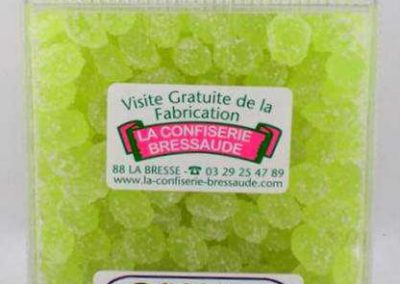 Visite Gratuite de la
Fabrication
LA CONFISERIE
BRESSAUDE
88 LA BRESSE - ☎ 03 29 25 47 89
www.la-confiserie-bressaude.com